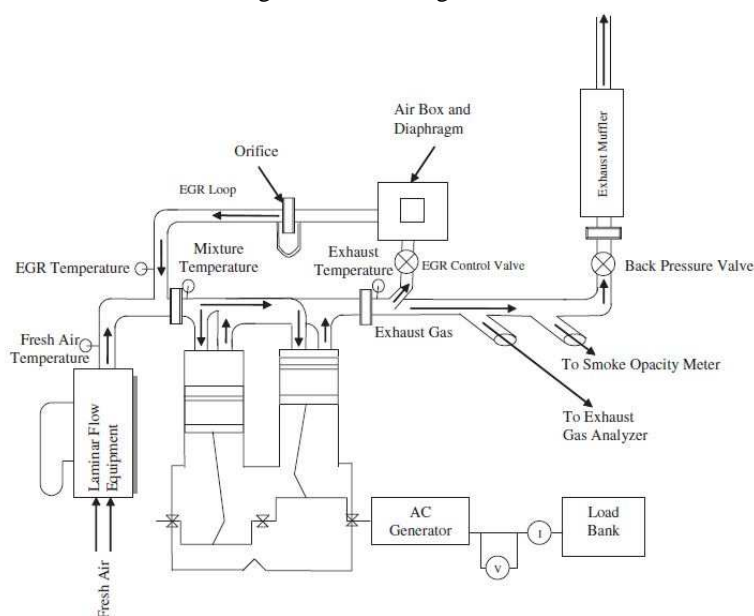 Air Box and
Diaphragm
Exhaust Muffler
Orifice
EGR Loop
EGR Temperature
Mixture
Temperature
Exhaust
Temperature
EGR Control Valve
Back Pressure Valve
Fresh Air
Temperature
Exhaust Gas
To Smoke Opacity Meter
To Exhaust
Gas Analyzer
Laminar Flow
Equipment
AC
Generator
Load
Bank
I
V
Fresh Air